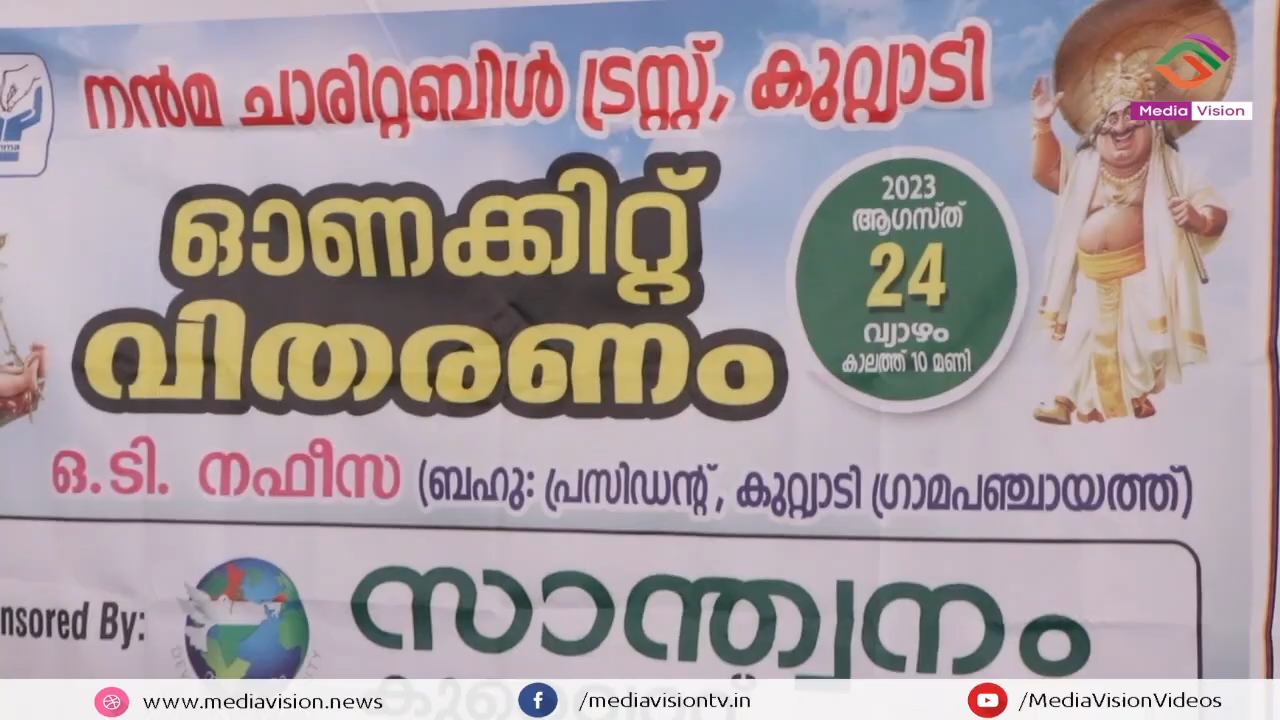 നൻമ ചാരിറ്റബിൾ ട്രസ്റ്റ്, കുറ്റ്യാടി
Media Vision
ഓണക്കിറ്റ്
വിതരണം
2023
ആഗസ്ത്
24
വ്യാഴം
കാലത്ത് 10 മണി
ഒ.ടി. നഫീസ (ബഹു: പ്രസിഡന്റ്, കുറ്റ്യാടി ഗ്രാമപഞ്ചായത്ത്)
nsored By:
സാന്ത്വനം
www.mediavision.news
/mediavisiontv.in
/MediaVisionVideos